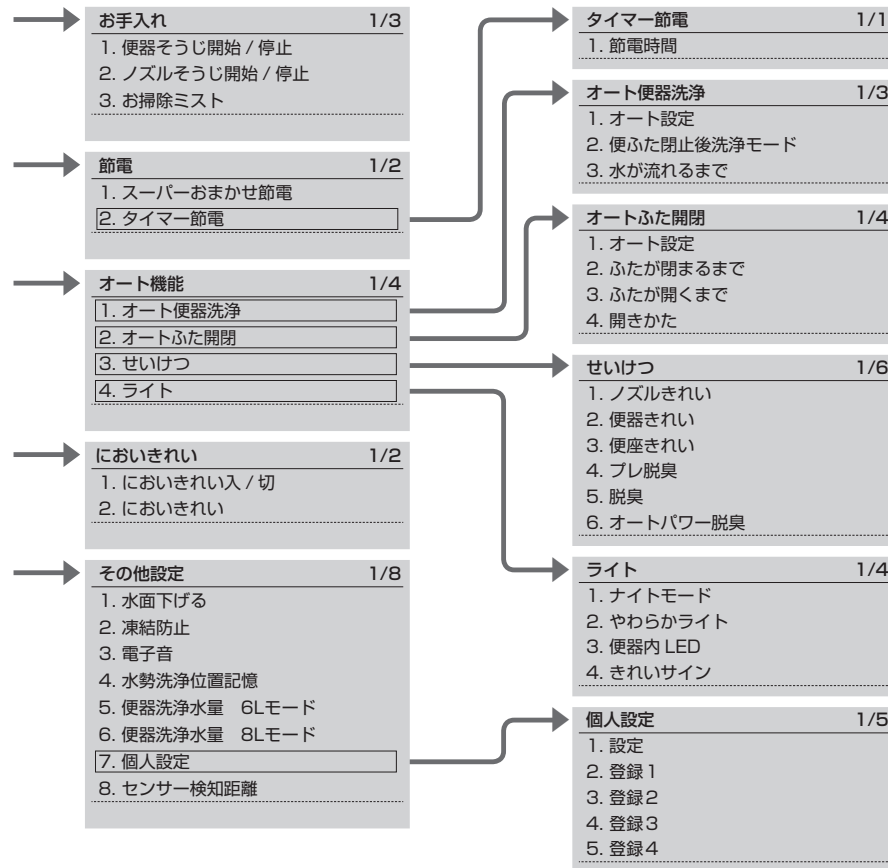 お手入れ 1/3
1. 便器そうじ開始 / 停止
2. ノズルそうじ開始 / 停止
3. お掃除ミスト
節電 1/2
1. スーパーおまかせ節電
2. タイマー節電
オート機能 1/4
1. オート便器洗浄
2. オートふた開閉
3. せいけつ
4. ライト
においきれい 1/2
1. においきれい入 / 切
2. においきれい
その他設定 1/8
1. 水面下げる
2. 凍結防止
3. 電子音
4. 水勢洗浄位置記憶
5. 便器洗浄水量　6Lモード
6. 便器洗浄水量　8Lモード
7. 個人設定
8. センサー検知距離
タイマー節電 1/1
1. 節電時間
オート便器洗浄 1/3
1. オート設定
2. 便ふた閉止後洗浄モード
3. 水が流れるまで
オートふた開閉 1/4
1. オート設定
2. ふたが閉まるまで
3. ふたが開くまで
4. 開きかた
せいけつ 1/6
1. ノズルきれい
2. 便器きれい
3. 便座きれい
4. プレ脱臭
5. 脱臭
6. オートパワー脱臭
ライト 1/4
1. ナイトモード
2. やわらかライト
3. 便器内 LED
4. きれいサイン
個人設定 1/5
1. 設定
2. 登録1
3. 登録2
4. 登録3
5. 登録4